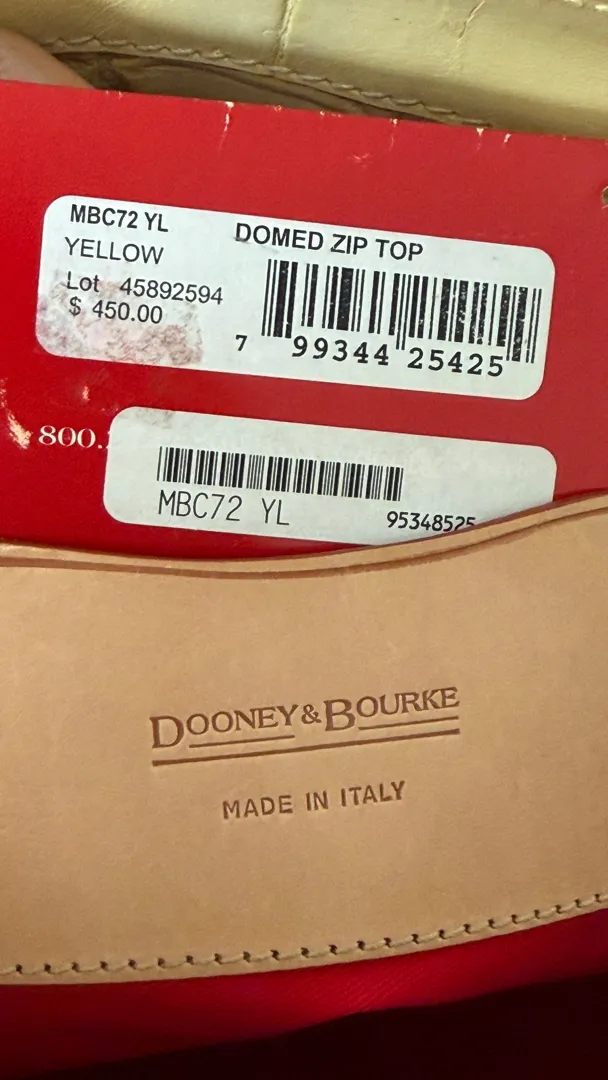 MBC72 YL
DOMED ZIP TOP
YELLOW
Lot 45892594
$ 450.00
7 99344 25425
800.
MBC72 YL
95348525
DOONEY & BOURKE
MADE IN ITALY